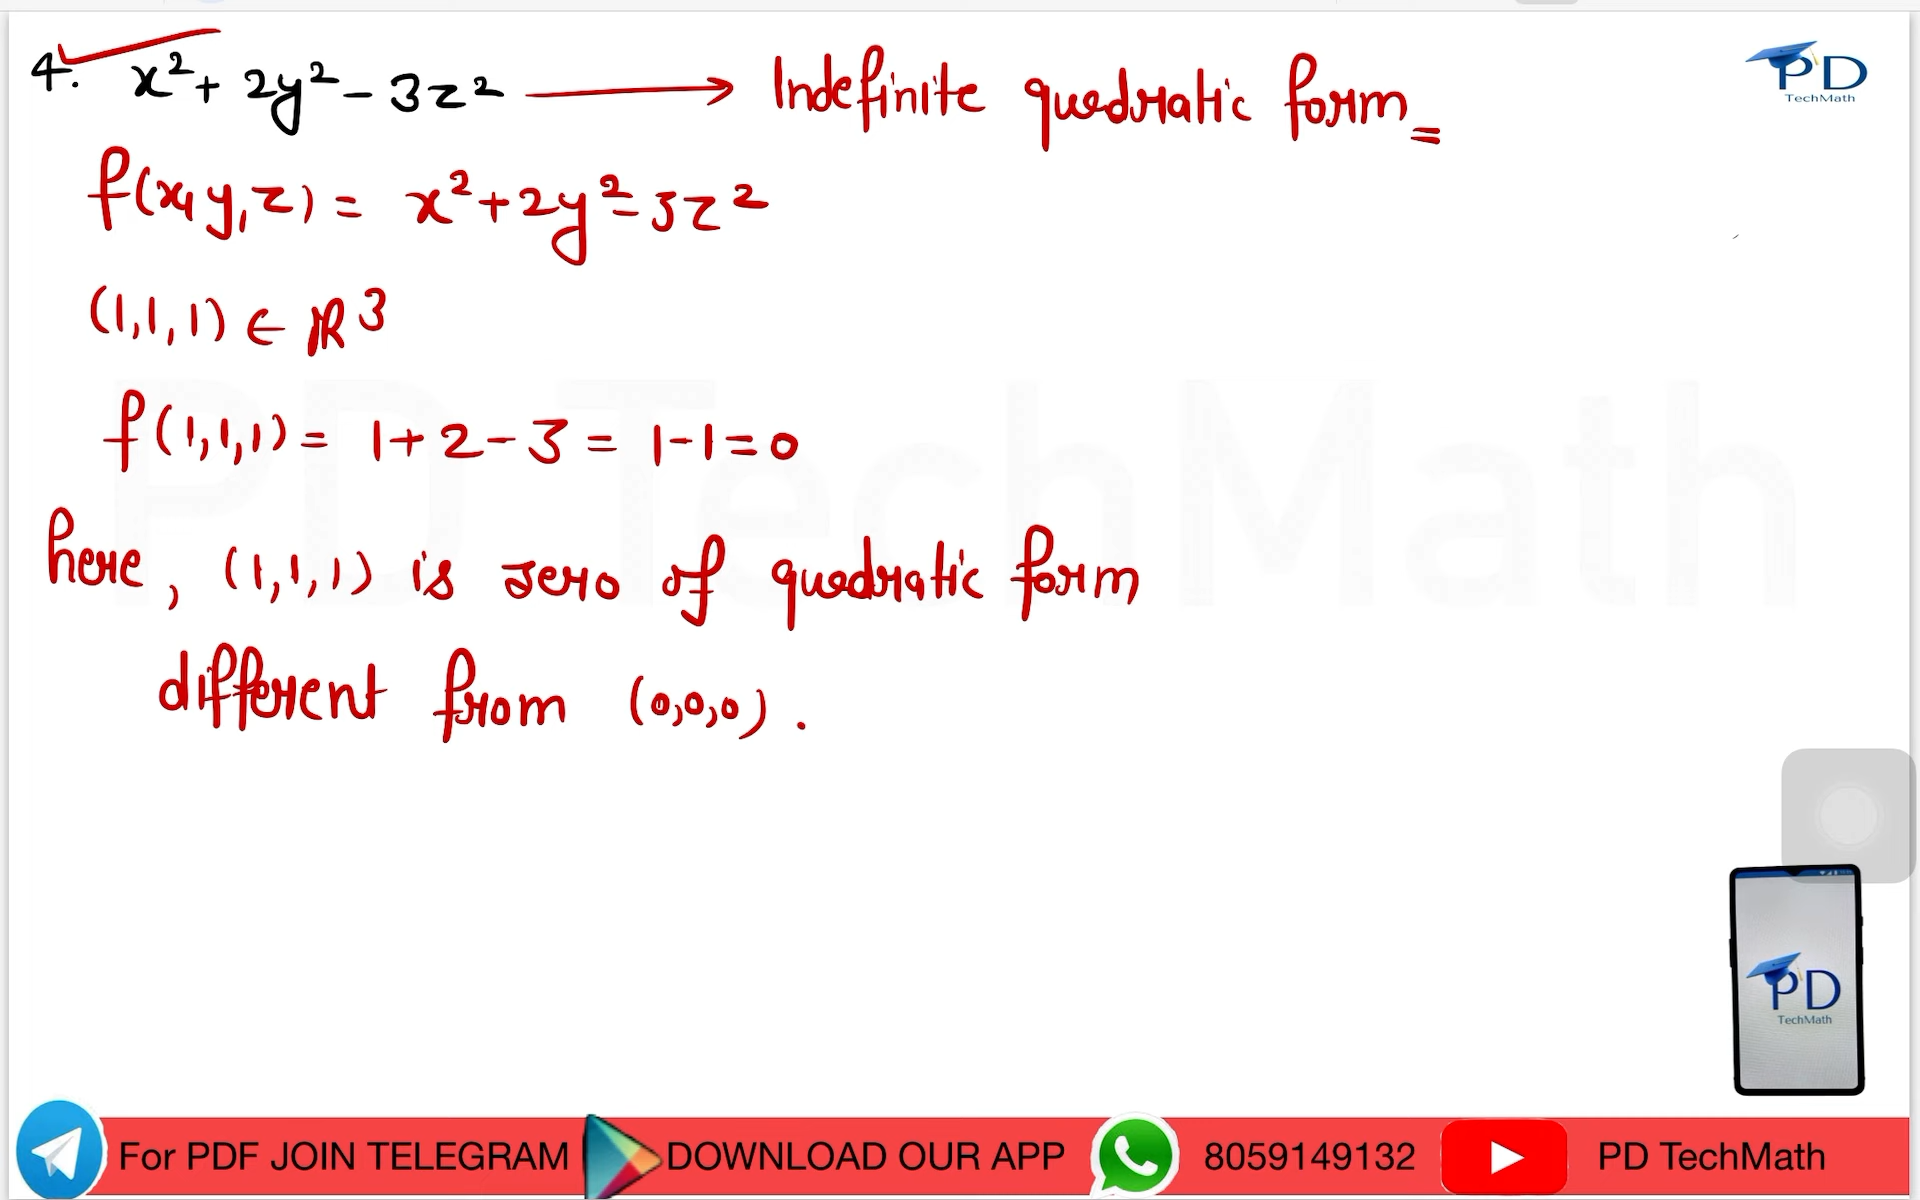 4. x² + 2y² - 3z² → Indefinite quadratic form =
PD
TechMath
f(x, y, z) = x² + 2y² - 3z²
(1,1,1) ∈ ℝ³
f(1,1,1) = 1+2-3 = 1-1=0
PD TechMath
here, (1,1,1) is zero of quadratic form
different from (0,0,0).
PD
TechMath
For PDF JOIN TELEGRAM DOWNLOAD OUR APP 8059149132 PD TechMath